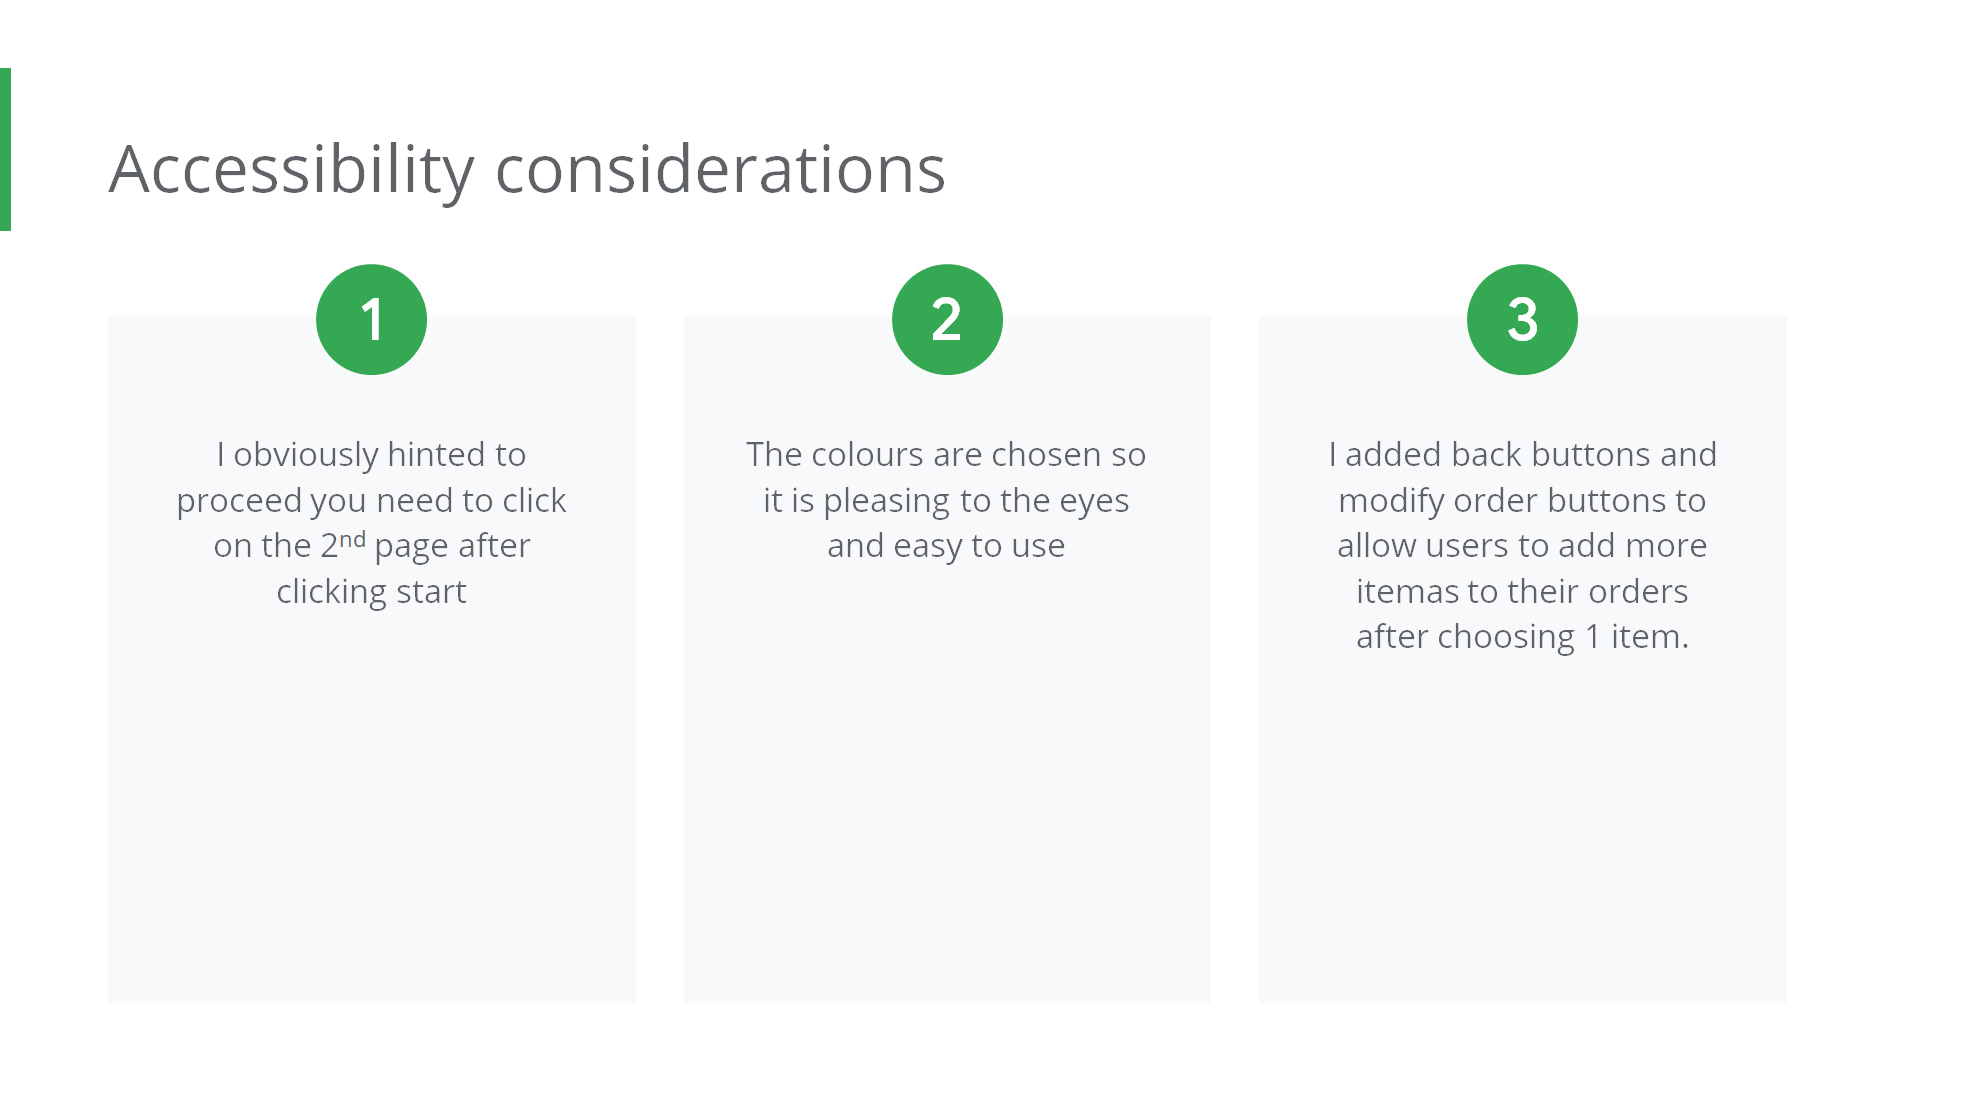 Accessibility considerations
1
I obviously hinted to
proceed you need to click
on the 2nd page after
clicking start
2
The colours are chosen so
it is pleasing to the eyes
and easy to use
3
I added back buttons and
modify order buttons to
allow users to add more
itemas to their orders
after choosing 1 item.